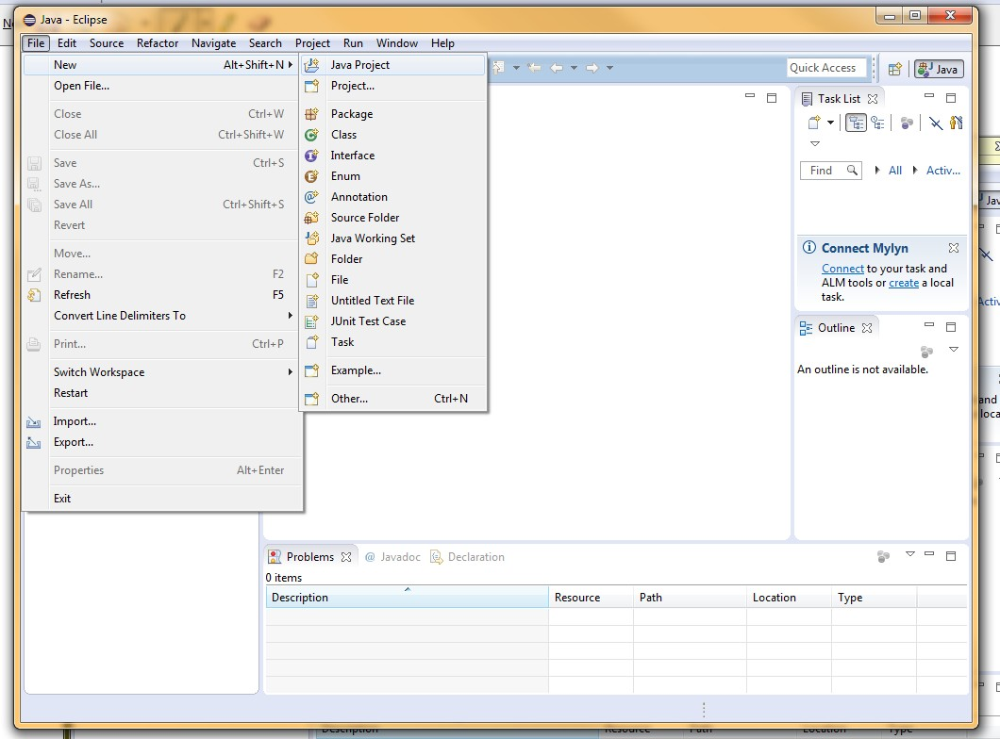 Java - Eclipse
File Edit Source Refactor Navigate Search Project Run Window Help
New Alt+Shift+N
Open File...
Close Ctrl+W
Close All Ctrl+Shift+W
Save Ctrl+S
Save As...
Save All Ctrl+Shift+S
Revert
Move...
Rename... F2
Refresh F5
Convert Line Delimiters To
Print... Ctrl+P
Switch Workspace
Restart
Import...
Export...
Properties Alt+Enter
Exit
Java Project
Project...
Package
Class
Interface
Enum
Annotation
Source Folder
Java Working Set
Folder
File
Untitled Text File
JUnit Test Case
Task
Example...
Other... Ctrl+N
Quick Access
Java
Task List
Find All Activ...
Connect Mylyn
Connect to your task and
ALM tools or create a local
task.
Outline
An outline is not available.
Problems @ Javadoc Declaration
0 items
Description Resource Path Location Type
Description Resource Path Location Type